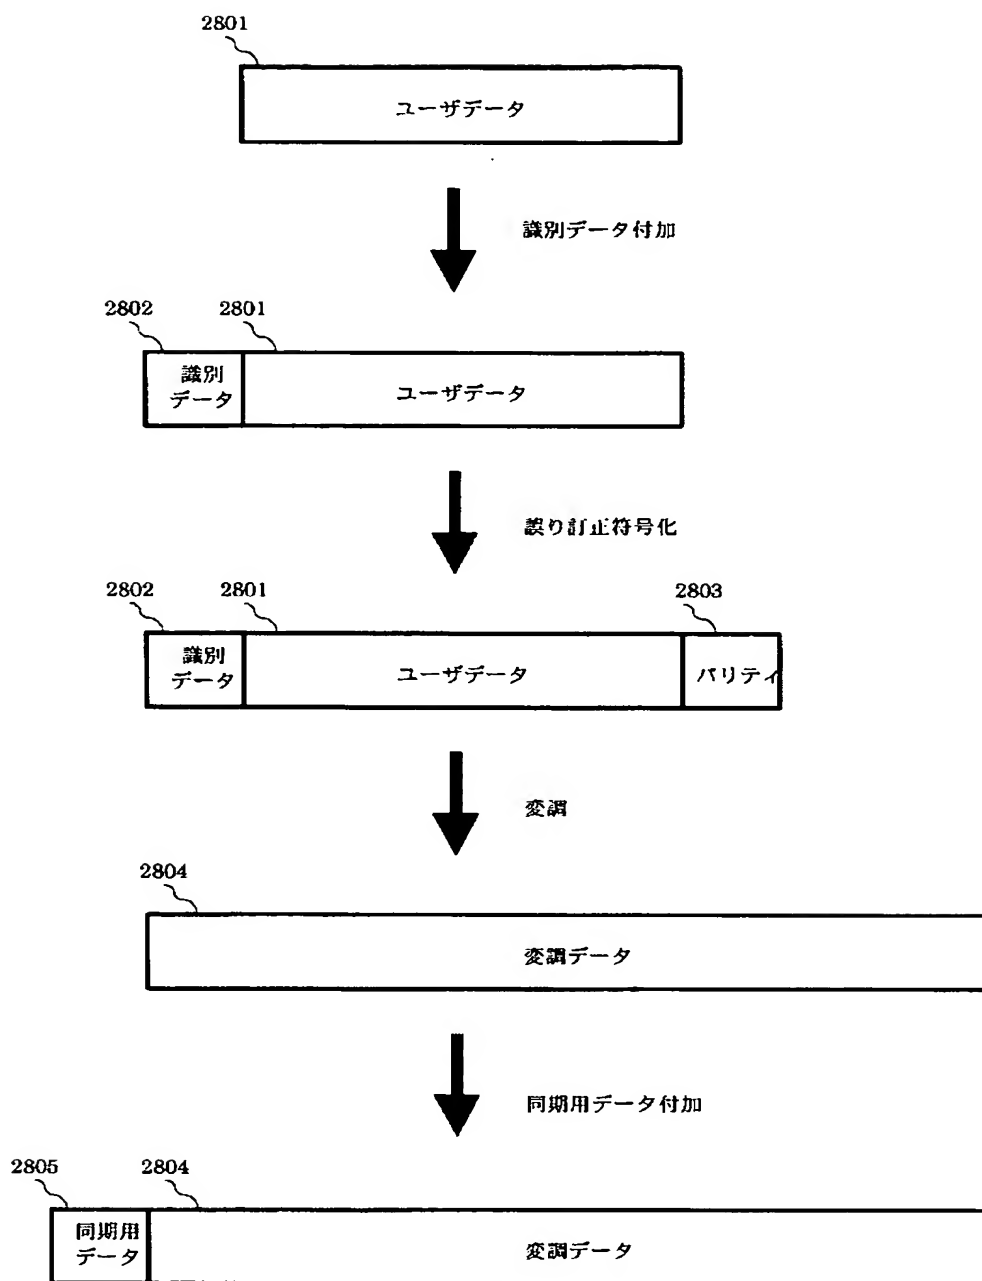 2801
ユーザデータ
識別データ付加
2802 2801
識別
データ
ユーザデータ
誤り訂正符号化
2802 2801 2803
識別
データ
ユーザデータ
パリティ
変調
2804
変調データ
同期用データ付加
2805 2804
同期用
データ
変調データ